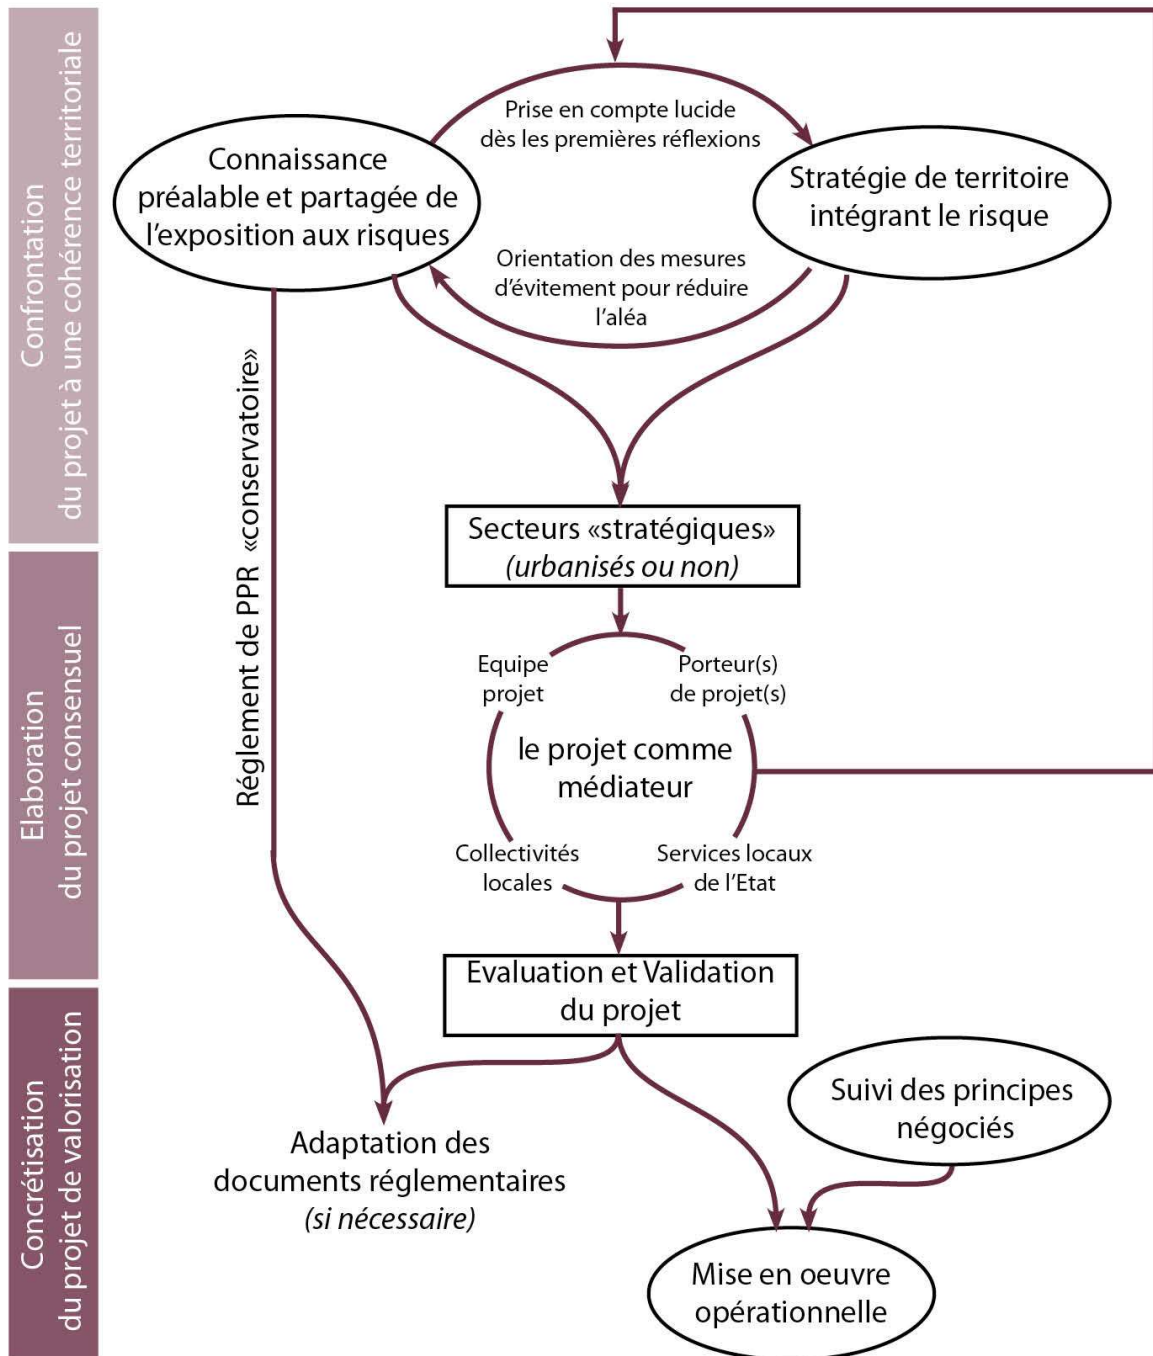 Confrontation
du projet à une cohérence territoriale
Prise en compte lucide
dès les premières réflexions
Connaissance
préalable et partagée de
l'exposition aux risques
Stratégie de territoire
intégrant le risque
Orientation des mesures
d'évitement pour réduire
l'aléa
Réglement de PPR «conservatoire»
Secteurs «stratégiques»
(urbanisés ou non)
Elaboration
du projet consensuel
Equipe
projet
Porteur(s)
de projet(s)
le projet comme
médiateur
Collectivités
locales
Services locaux
de l'Etat
Evaluation et Validation
du projet
Concrétisation
du projet de valorisation
Suivi des principes
négociés
Adaptation des
documents réglementaires
(si nécessaire)
Mise en oeuvre
opérationnelle